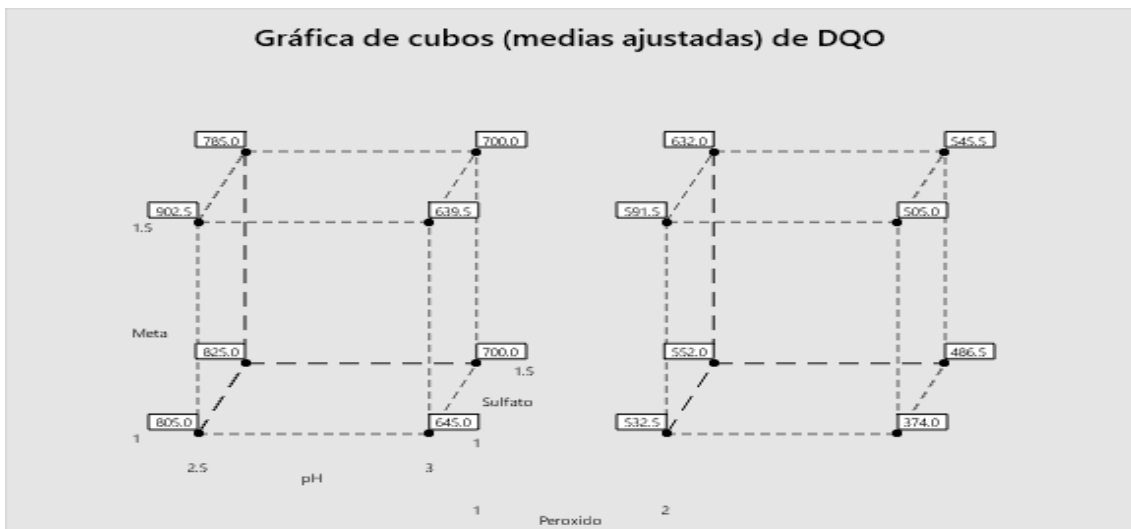 Gráfica de cubos (medias ajustadas) de DQO
785.0 700.0 632.0 545.5
902.5 639.5 591.5 505.0
1.5
Meta
825.0 700.0 552.0 486.5
1.5
Sulfato
805.0 645.0 532.5 374.0
1 1
2.5 3
pH
1 2
Peroxido